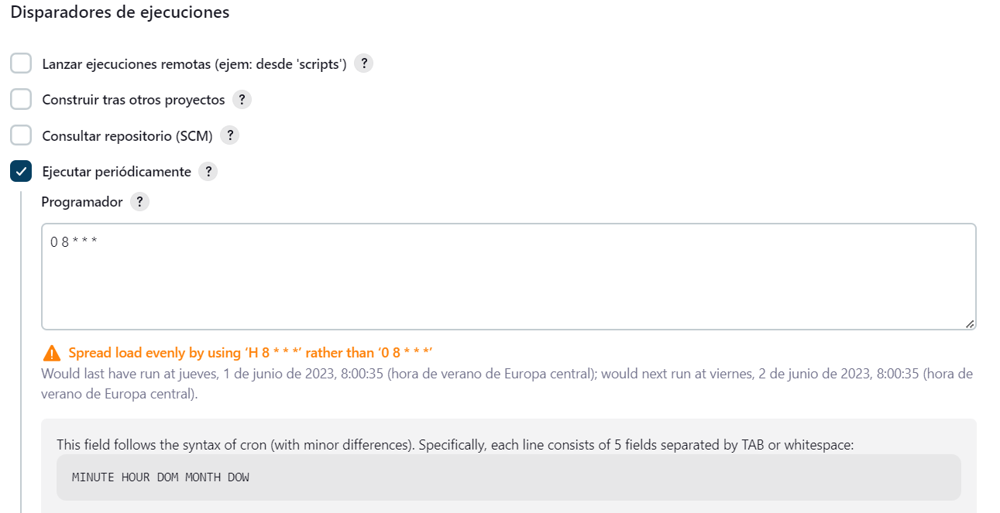 Disparadores de ejecuciones
Lanzar ejecuciones remotas (ejem: desde 'scripts') ?
Construir tras otros proyectos ?
Consultar repositorio (SCM) ?
Ejecutar periódicamente ?
Programador ?
0 8 * * *
Spread load evenly by using ‘H 8 * * *’ rather than ‘0 8 * * *’
Would last have run at jueves, 1 de junio de 2023, 8:00:35 (hora de verano de Europa central); would next run at viernes, 2 de junio de 2023, 8:00:35 (hora de
verano de Europa central).
This field follows the syntax of cron (with minor differences). Specifically, each line consists of 5 fields separated by TAB or whitespace:
MINUTE HOUR DOM MONTH DOW